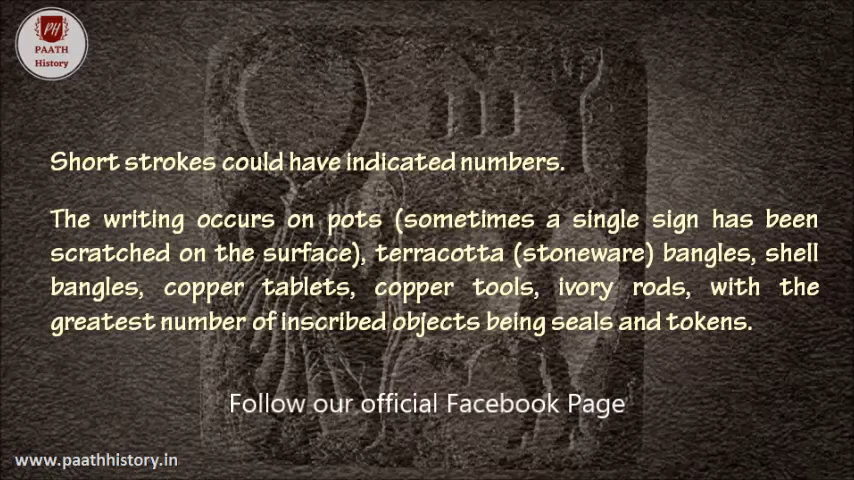 PH
PAATH
History
Short strokes could have indicated numbers.
The writing occurs on pots (sometimes a single sign has been
scratched on the surface), terracotta (stoneware) bangles, shell
bangles, copper tablets, copper tools, ivory rods, with the
greatest number of inscribed objects being seals and tokens.
Follow our official Facebook Page
www.paathhistory.in